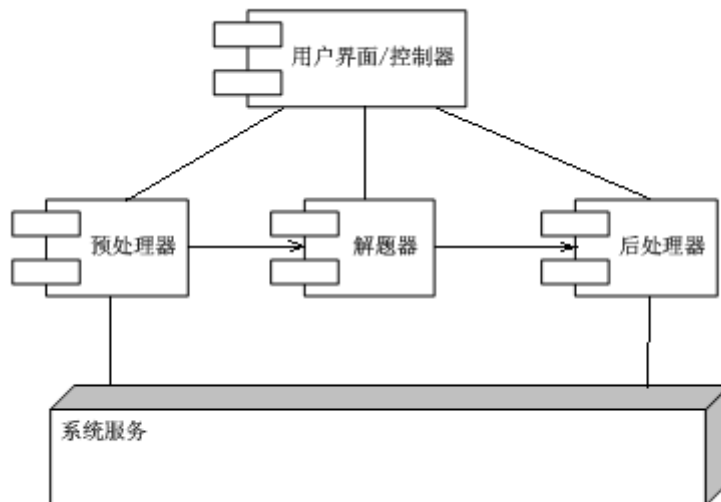 用户界面/控制器
预处理器
解题器
后处理器
系统服务